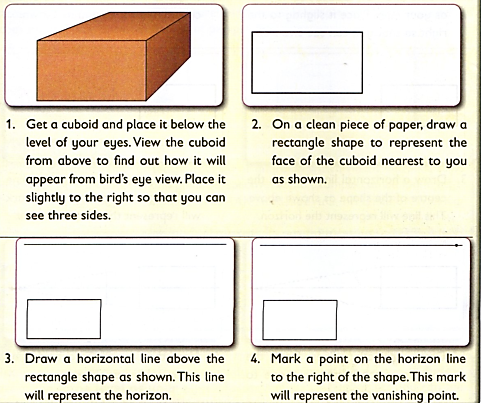 1. Get a cuboid and place it below the
level of your eyes. View the cuboid
from above to find out how it will
appear from bird's eye view. Place it
slightly to the right so that you can
see three sides.
2. On a clean piece of paper, draw a
rectangle shape to represent the
face of the cuboid nearest to you
as shown.
3. Draw a horizontal line above the
rectangle shape as shown. This line
will represent the horizon.
4. Mark a point on the horizon line
to the right of the shape. This mark
will represent the vanishing point.